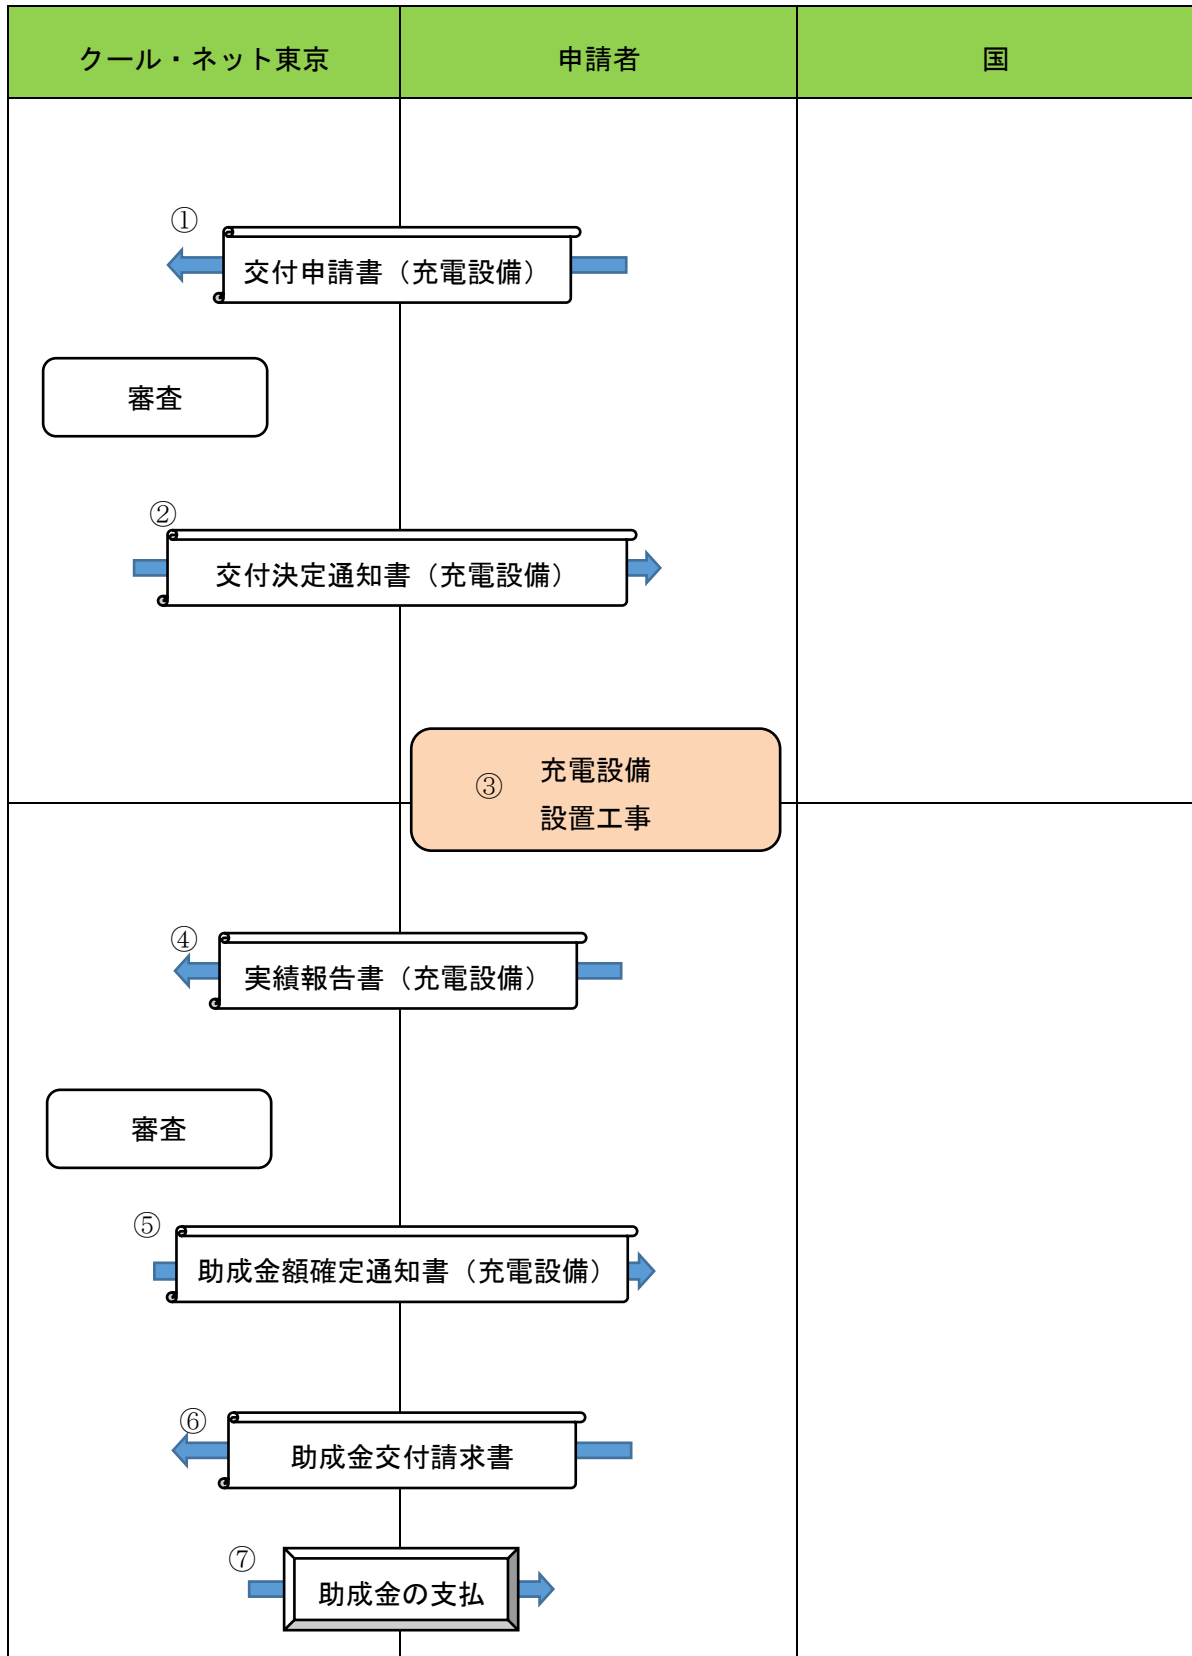 クール・ネット東京
申請者
国
①
交付申請書（充電設備）
審査
②
交付決定通知書（充電設備）
③
充電設備
設置工事
④
実績報告書（充電設備）
審査
⑤
助成金額確定通知書（充電設備）
⑥
助成金交付請求書
⑦
助成金の支払